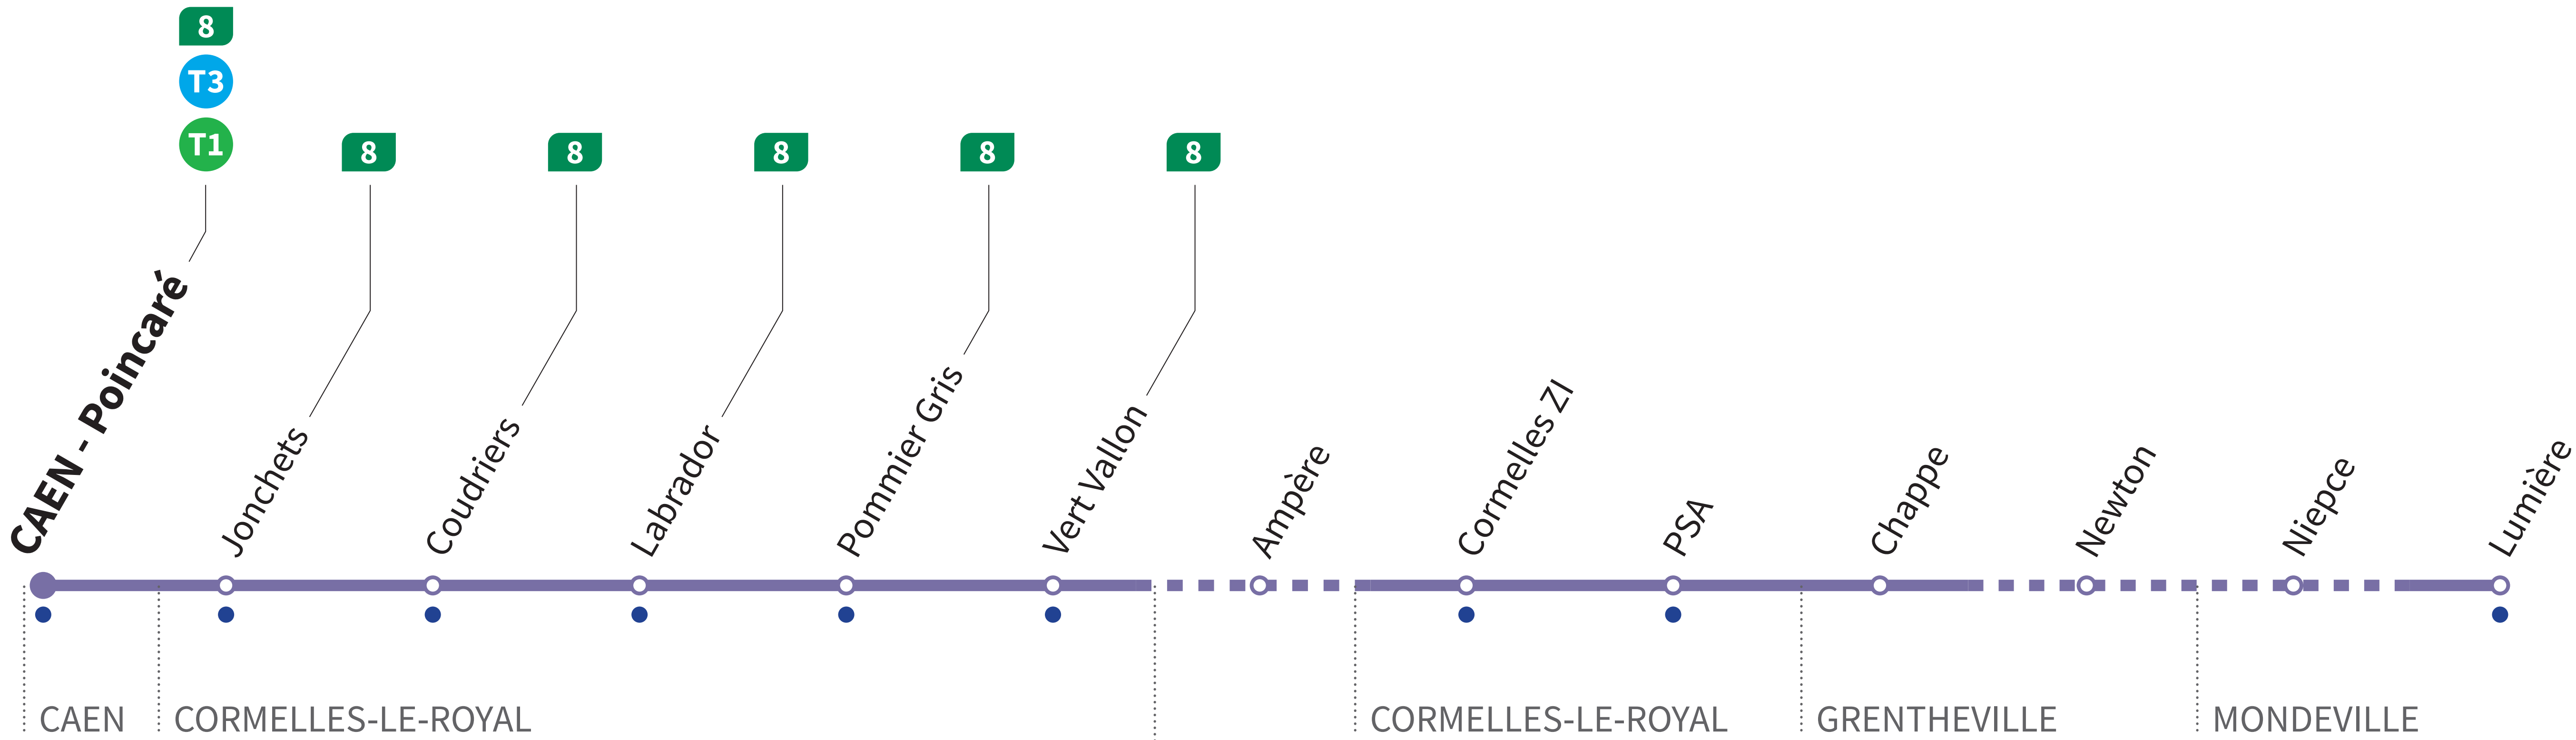 8
T3
T1
8
8
8
8
8
CAEN - Poincarè
Jonchets
Coudriers
Labrador
Pommier Gris
Vert Vallon
Ampère
Cormelles ZI
PSA
Chappe
Newton
Niepce
Lumière
CAEN
CORMELLES-LE-ROYAL
CORMELLES-LE-ROYAL
GRENTHEVILLE
MONDEVILLE